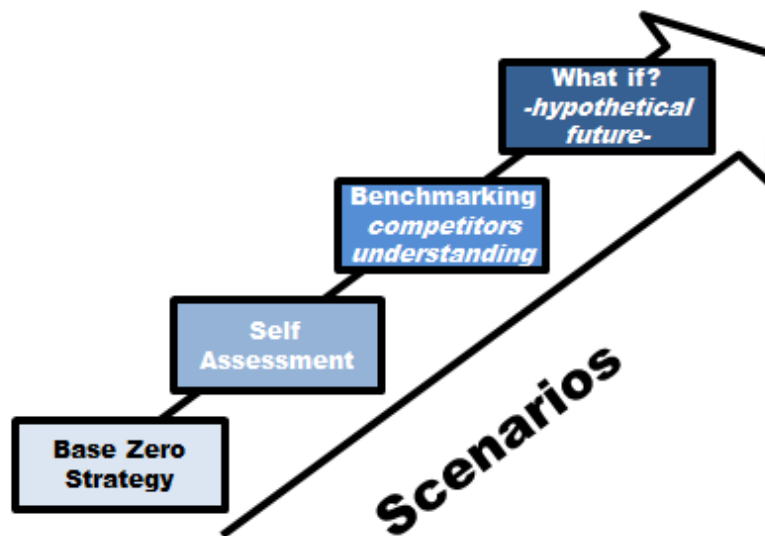 What if?
-hypothetical
future-
Benchmarking
competitors
understanding
Self
Assessment
Base Zero
Strategy
Scenarios